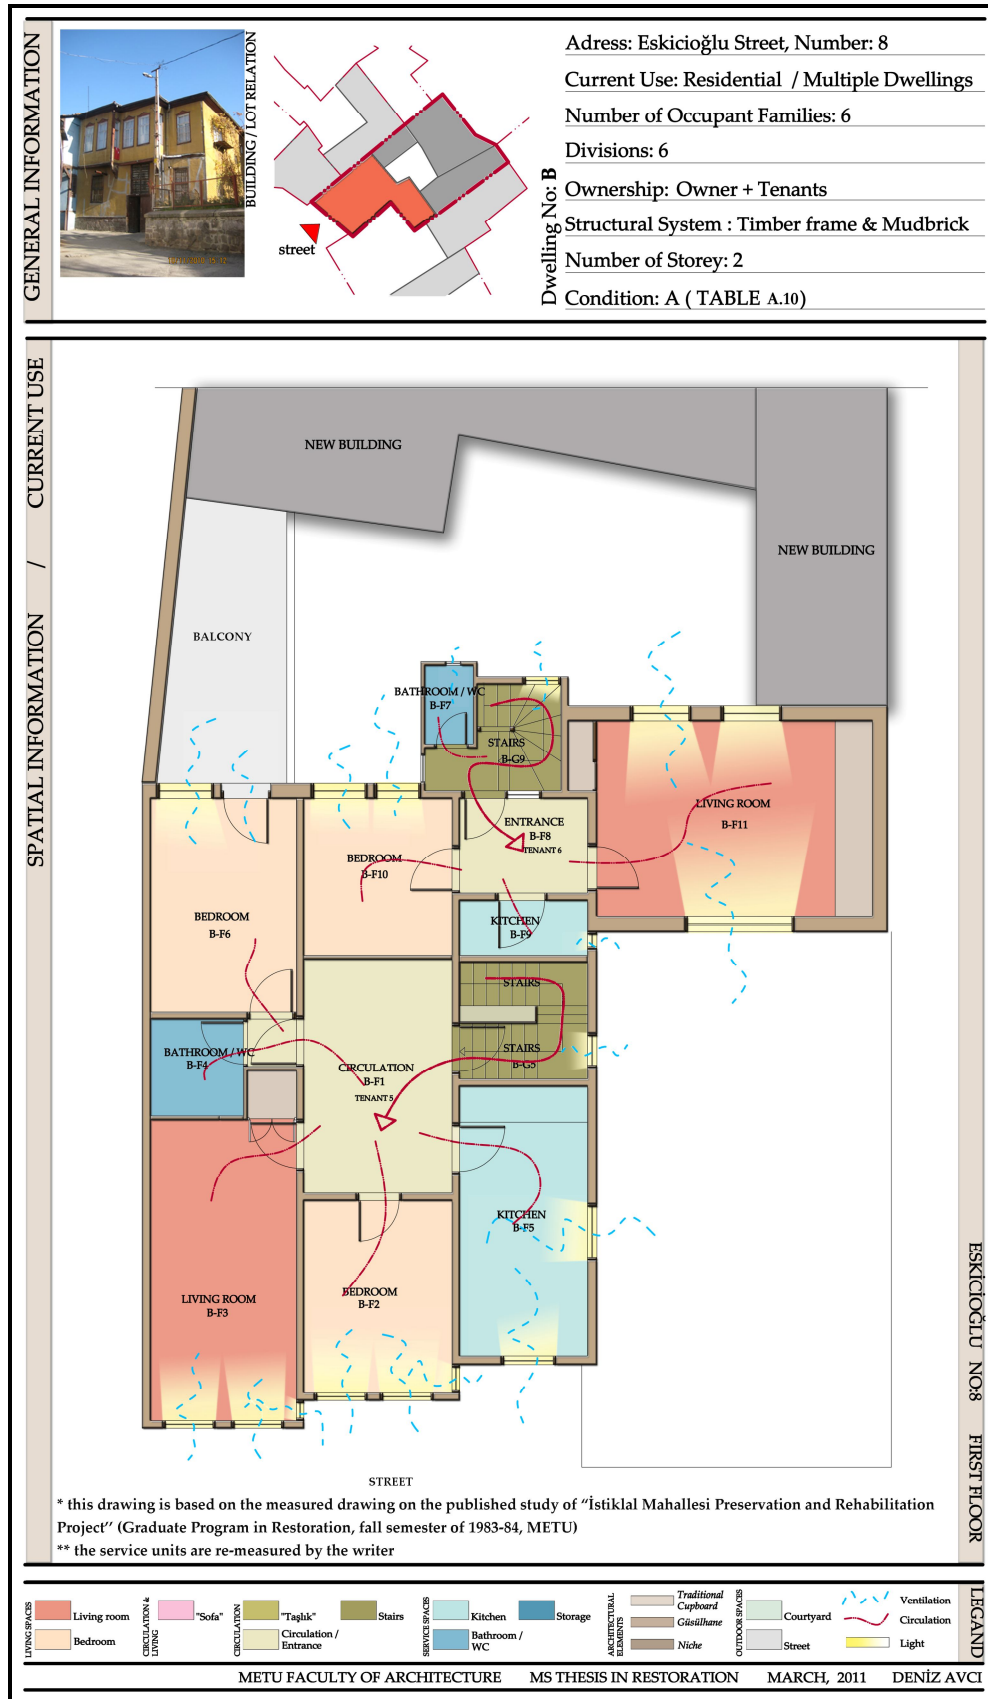 GENERAL INFORMATION
BUILDING / LOT RELATION
street
Dwelling No: B
Adress: Eskicioğlu Street, Number: 8
Current Use: Residential / Multiple Dwellings
Number of Occupant Families: 6
Divisions: 6
Ownership: Owner + Tenants
Structural System : Timber frame & Mudbrick
Number of Storey: 2
Condition: A ( TABLE A.10)
SPATIAL INFORMATION / CURRENT USE
NEW BUILDING
NEW BUILDING
BALCONY
BATHROOM / WC
B-F7
STAIRS
B-G9
ENTRANCE
B-F8
TENANT 6
LIVING ROOM
B-F11
BEDROOM
B-F10
BEDROOM
B-F6
KITCHEN
B-F9
STAIRS
STAIRS
B-G5
BATHROOM / WC
B-F4
CIRCULATION
B-F1
TENANT 5
KITCHEN
B-F5
LIVING ROOM
B-F3
BEDROOM
B-F2
STREET
ESKİCİOĞLU NO:8 FIRST FLOOR
* this drawing is based on the measured drawing on the published study of “İstiklal Mahallesi Preservation and Rehabilitation
Project’’ (Graduate Program in Restoration, fall semester of 1983-84, METU)
** the service units are re-measured by the writer
LIVING SPACES
Living room
Bedroom
CIRCULATION & LIVING
"Sofa"
CIRCULATION
"Taşlık"
Circulation /
Entrance
Stairs
SERVICE SPACES
Kitchen
Bathroom /
WC
Storage
ARCHITECTURAL
ELEMENTS
Traditional
Cupboard
Güsülhane
Niche
OUTDOOR SPACES
Courtyard
Street
Ventilation
Circulation
Light
LEGAND
METU FACULTY OF ARCHITECTURE MS THESIS IN RESTORATION MARCH, 2011 DENİZ AVCI